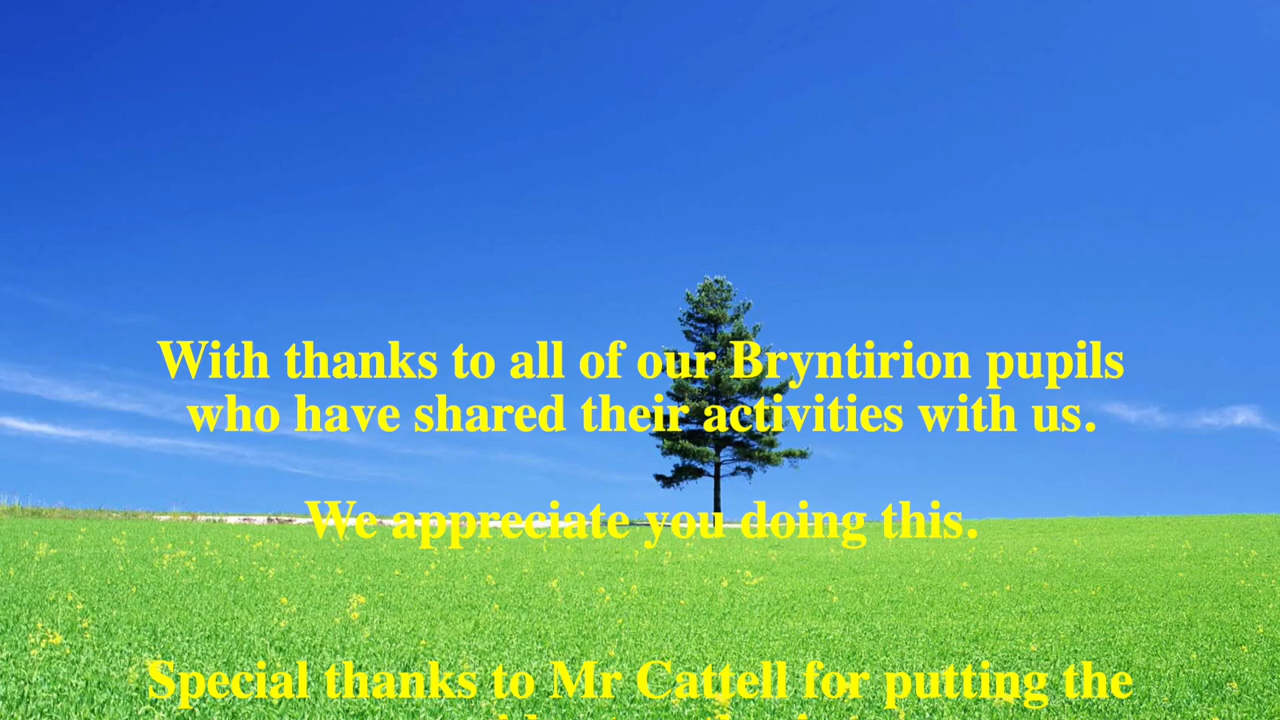 With thanks to all of our Bryntirion pupils
who have shared their activities with us.
We appreciate you doing this.
Special thanks to Mr Cattell for putting the